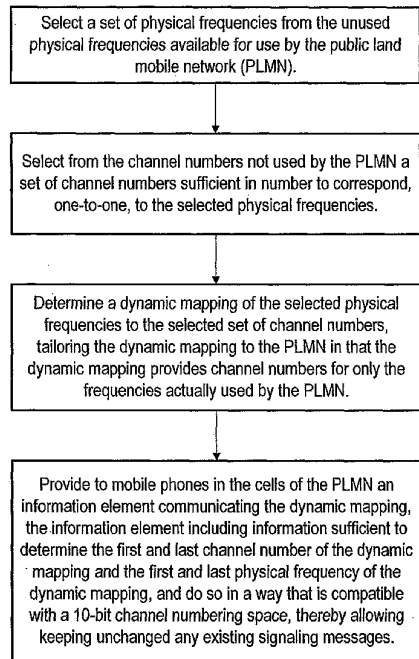 Select a set of physical frequencies from the unused
physical frequencies available for use by the public land
mobile network (PLMN).
Select from the channel numbers not used by the PLMN a
set of channel numbers sufficient in number to correspond,
one-to-one, to the selected physical frequencies.
Determine a dynamic mapping of the selected physical
frequencies to the selected set of channel numbers,
tailoring the dynamic mapping to the PLMN in that the
dynamic mapping provides channel numbers for only the
frequencies actually used by the PLMN.
Provide to mobile phones in the cells of the PLMN an
information element communicating the dynamic mapping,
the information element including information sufficient to
determine the first and last channel number of the dynamic
mapping and the first and last physical frequency of the
dynamic mapping, and do so in a way that is compatible
with a 10-bit channel numbering space, thereby allowing
keeping unchanged any existing signaling messages.